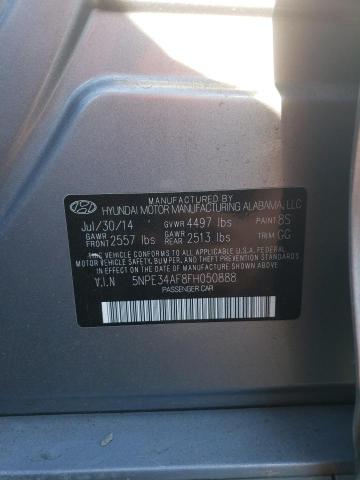 MANUFACTURED BY
HYUNDAI MOTOR MANUFACTURING ALABAMA, LLC
Jul/30/14 GVWR 4497 lbs PAINT 8S
GAWR FRONT 2557 lbs GAWR REAR 2513 lbs TRIM GG
THIS VEHICLE CONFORMS TO ALL APPLICABLE U.S.
FEDERAL MOTOR VEHICLE SAFETY, BUMPER, AND
THEFT PREVENTION STANDARDS IN EFFECT ON THE
DATE OF MANUFACTURE SHOWN ABOVE.
V.I.N 5NPE34AF8FH050888
PASSENGER CAR